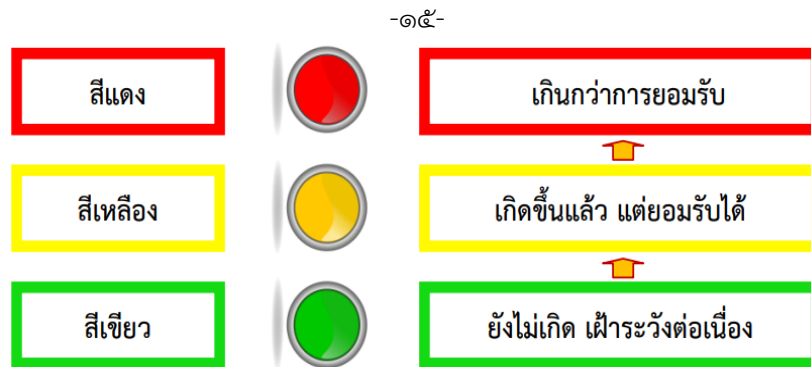 -๑๕-
สีแดง เกินกว่าการยอมรับ
สีเหลือง เกิดขึ้นแล้ว แต่ยอมรับได้
สีเขียว ยังไม่เกิด เฝ้าระวังต่อเนื่อง